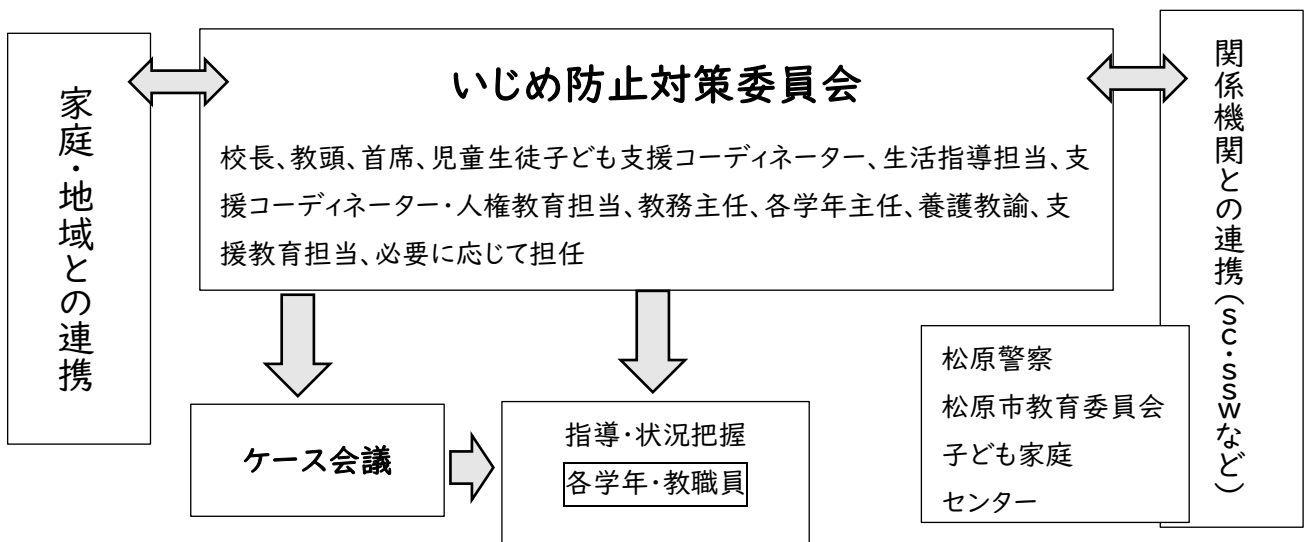 家庭・地域との連携
いじめ防止対策委員会
校長、教頭、首席、児童生徒子ども支援コーディネーター、生活指導担当、支
援コーディネーター・人権教育担当、教務主任、各学年主任、養護教諭、支
援教育担当、必要に応じて担任
関係機関との連携(sc・sswなど)
ケース会議
指導・状況把握
各学年・教職員
松原警察
松原市教育委員会
子ども家庭
センター